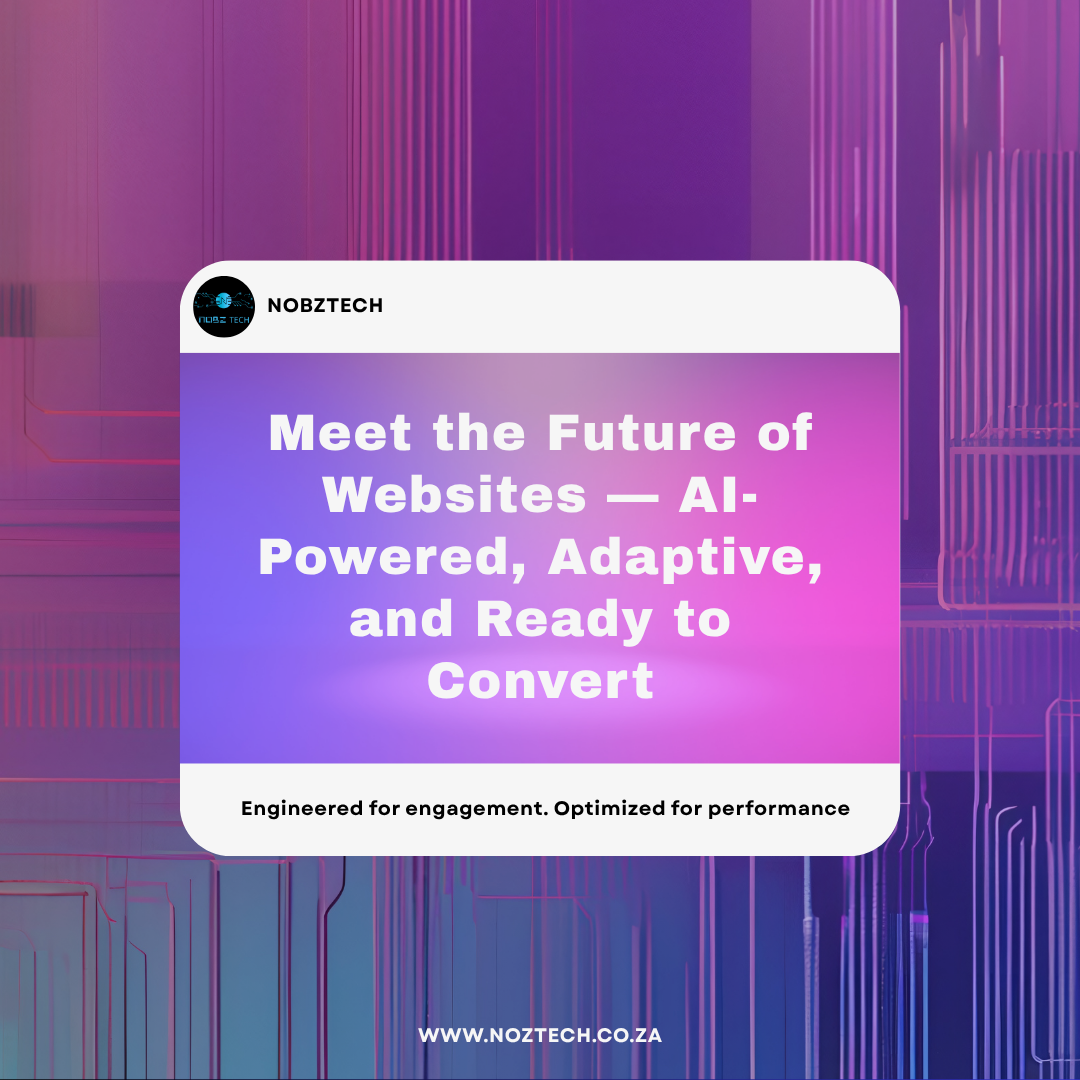 NOBZ TECH
NOBZTECH
Meet the Future of
Websites — AI-
Powered, Adaptive,
and Ready to
Convert
Engineered for engagement. Optimized for performance
WWW.NOZTECH.CO.ZA